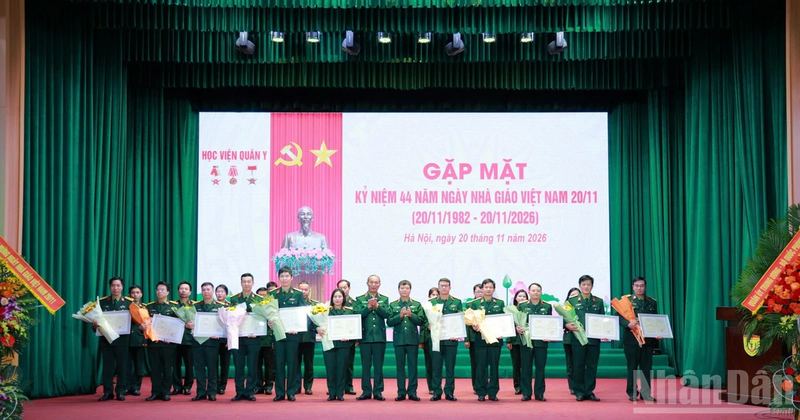 HỌC VIỆN QUÂN Y
GẶP MẶT
KỶ NIỆM 44 NĂM NGÀY NHÀ GIÁO VIỆT NAM 20/11
(20/11/1982 - 20/11/2026)
Hà Nội, ngày 20 tháng 11 năm 2026
Nhân Dân